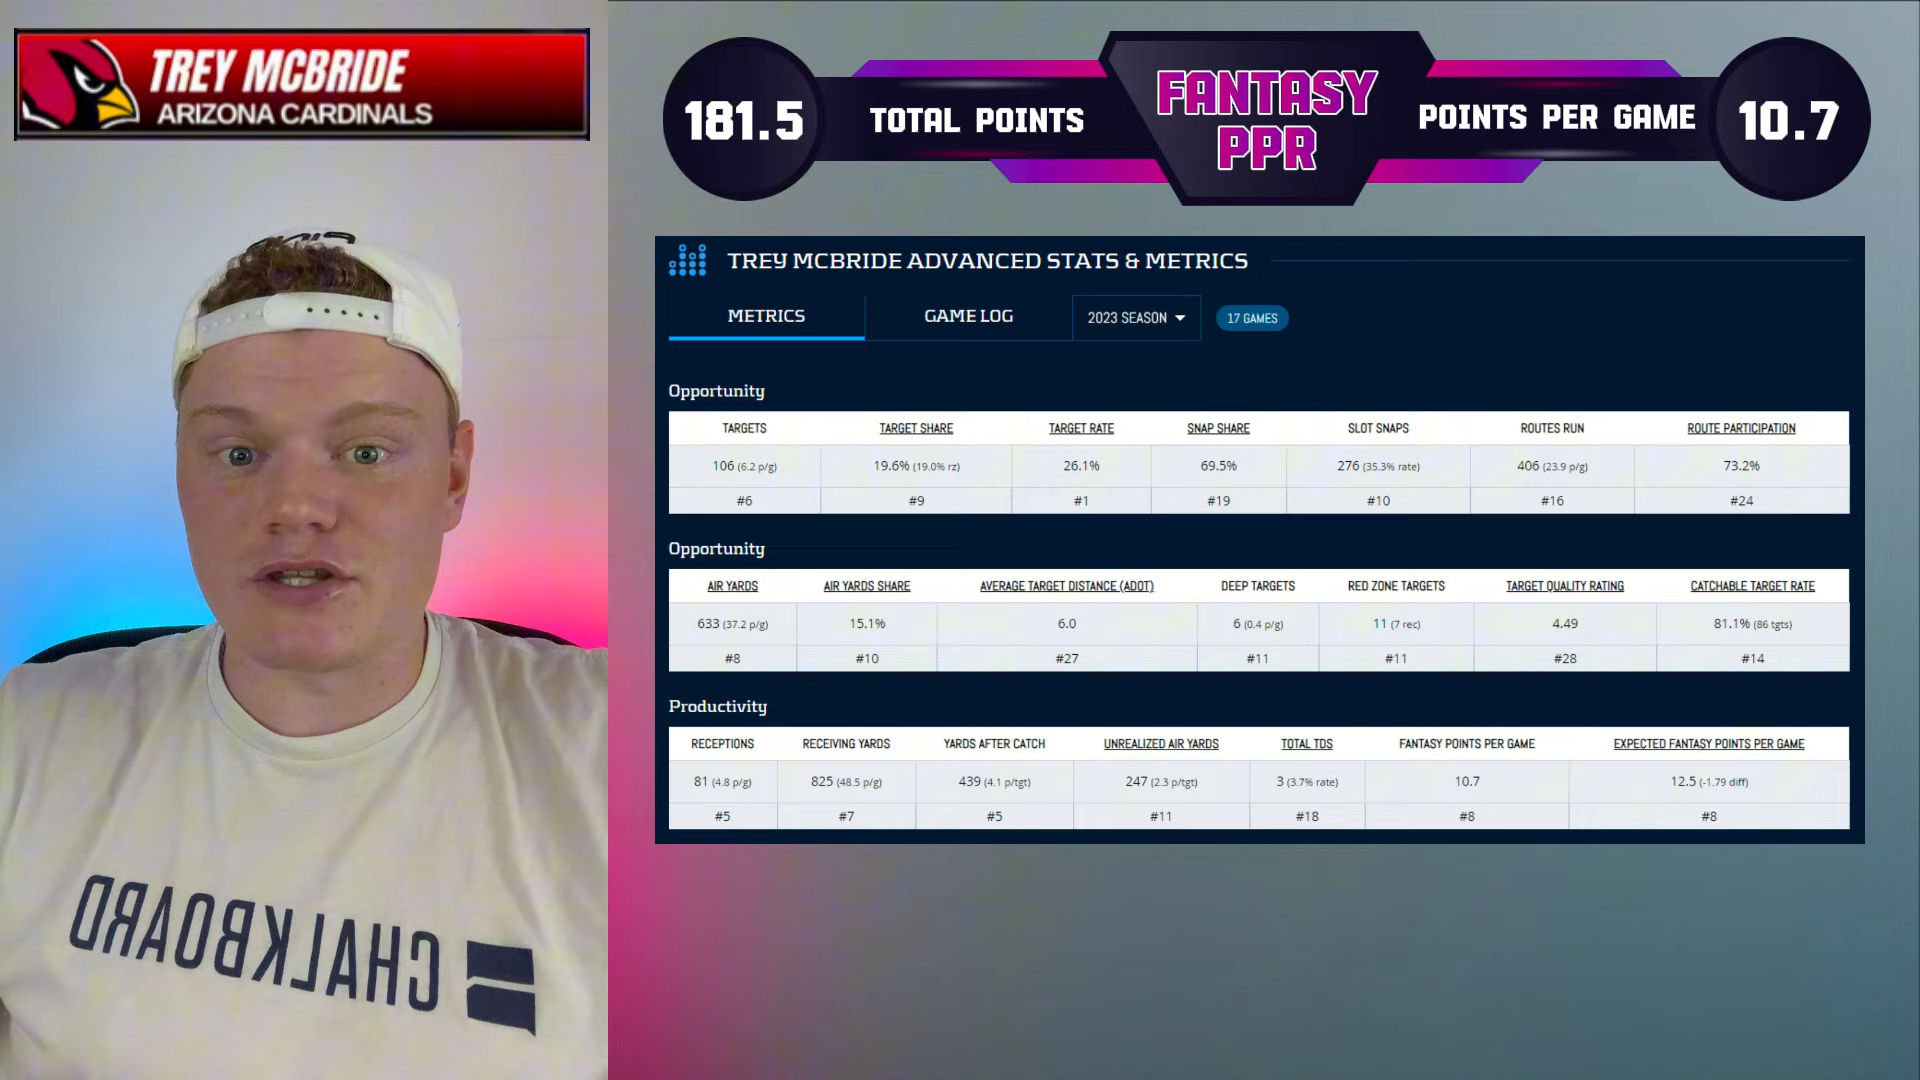 TREY MCBRIDE
ARIZONA CARDINALS
181.5
TOTAL POINTS
FANTASY
PPR
POINTS PER GAME
10.7
TREY MCBRIDE ADVANCED STATS & METRICS
METRICS
GAME LOG
2023 SEASON
17 GAMES
Opportunity
TARGETS TARGET SHARE TARGET RATE SNAP SHARE SLOT SNAPS ROUTES RUN ROUTE PARTICIPATION
106 (6.2 p/g) 19.6% (19.0% rz) 26.1% 69.5% 276 (35.3% rate) 406 (23.9 p/g) 73.2%
#6 #9 #1 #19 #10 #16 #24
Opportunity
AIR YARDS AIR YARDS SHARE AVERAGE TARGET DISTANCE (ADOT) DEEP TARGETS RED ZONE TARGETS TARGET QUALITY RATING CATCHABLE TARGET RATE
633 (37.2 p/g) 15.1% 6.0 6 (0.4 p/g) 11 (7 rec) 4.49 81.1% (86 tgts)
#8 #10 #27 #11 #11 #28 #14
Productivity
RECEPTIONS RECEIVING YARDS YARDS AFTER CATCH UNREALIZED AIR YARDS TOTAL TDS FANTASY POINTS PER GAME EXPECTED FANTASY POINTS PER GAME
81 (4.8 p/g) 825 (48.5 p/g) 439 (4.1 p/tgt) 247 (2.3 p/tgt) 3 (3.7% rate) 10.7 12.5 (-1.79 diff)
#5 #7 #5 #11 #18 #8 #8
CHALKBOARD